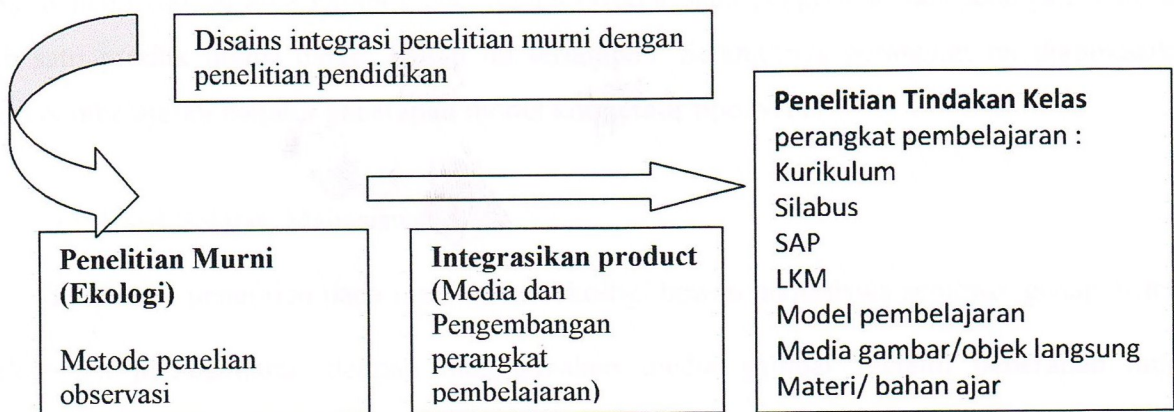 Disains integrasi penelitian murni dengan
penelitian pendidikan
Penelitian Murni
(Ekologi)
Metode penelian
observasi
Integrasikan product
(Media dan
Pengembangan
perangkat
pembelajaran)
Penelitian Tindakan Kelas
perangkat pembelajaran :
Kurikulum
Silabus
SAP
LKM
Model pembelajaran
Media gambar/objek langsung
Materi/ bahan ajar